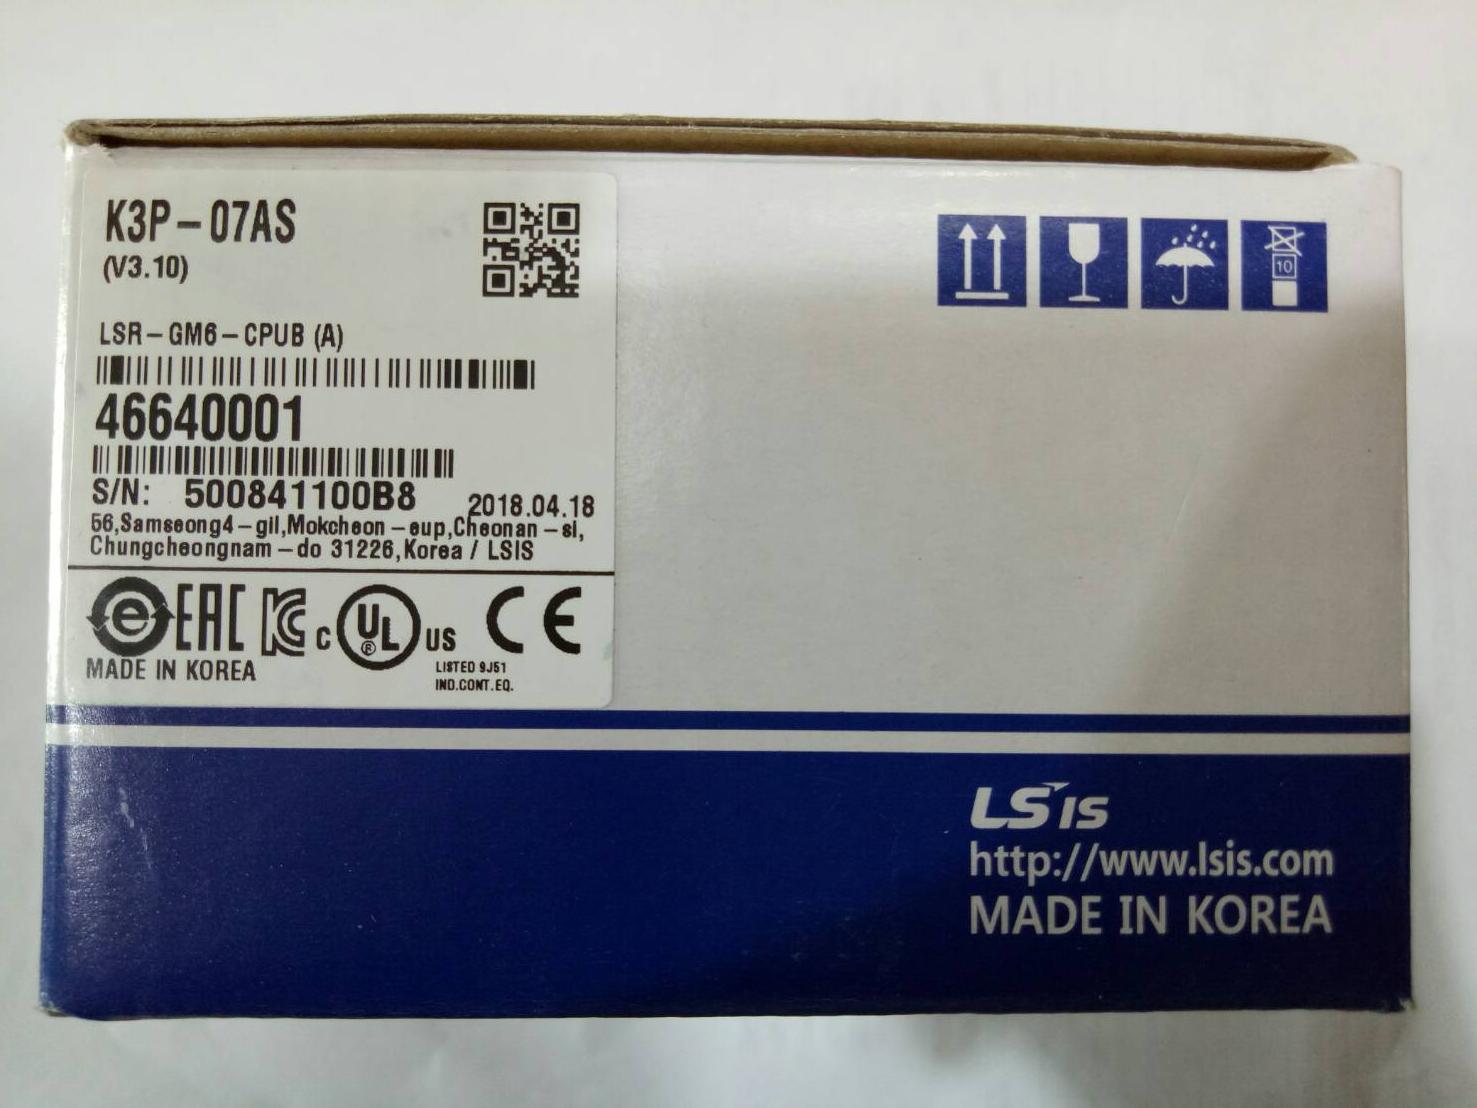 K3P-07AS
(V3.10)
LSR-GM6-CPUB (A)
46640001
S/N: 500841100B8 2018.04.18
56,Samseong4-gil,Mokcheon-eup,Cheonan-si,
Chungcheongnam-do 31226,Korea / LSIS
e EAC KC c UL ® US CE
MADE IN KOREA
LISTED 9J51
IND.CONT.EQ.
10
LS IS
http://www.lsis.com
MADE IN KOREA